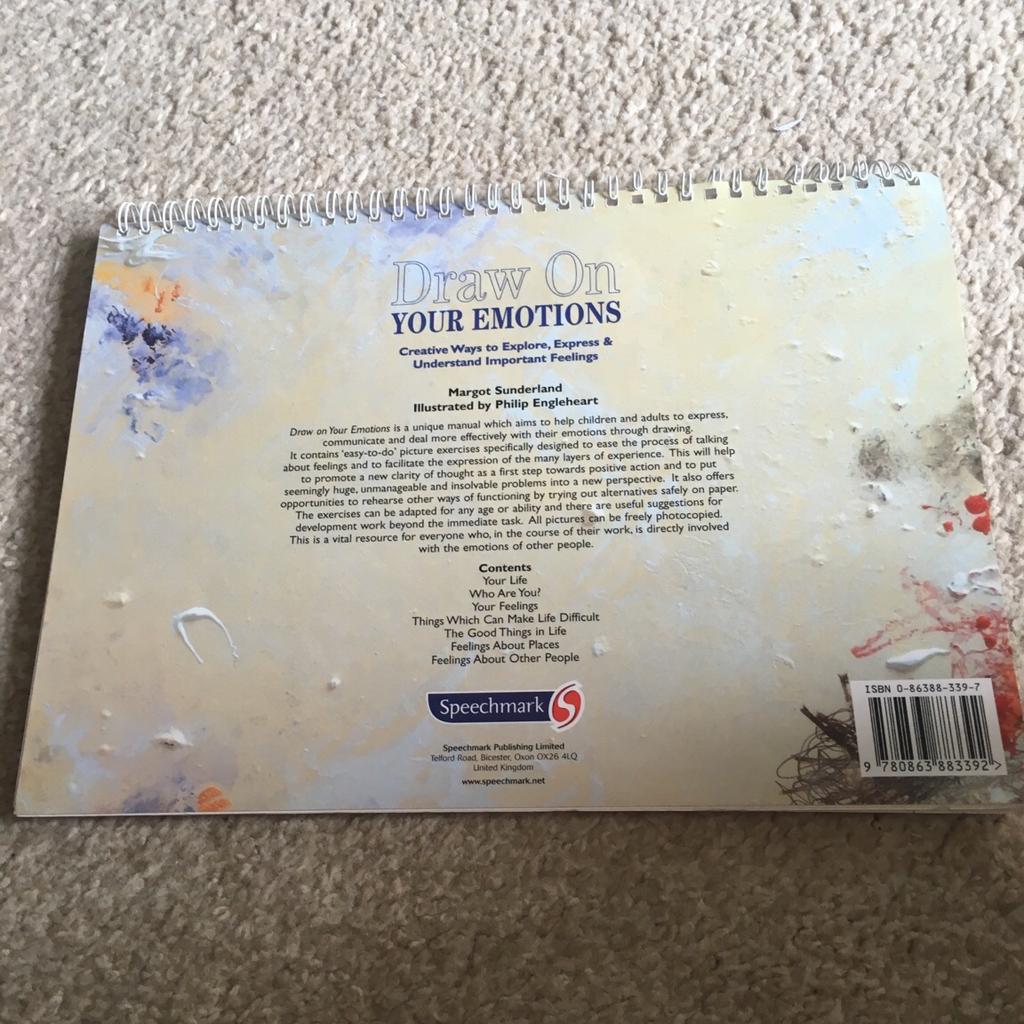 Draw On
YOUR EMOTIONS
Creative Ways to Explore, Express &
Understand Important Feelings
Margot Sunderland
Illustrated by Philip Engleheart
Draw on Your Emotions is a unique manual which aims to help children and adults to express,
communicate and deal more effectively with their emotions through drawing.
It contains 'easy-to-do' picture exercises specifically designed to ease the process of talking
about feelings and to facilitate the expression of the many layers of experience. This will help
to promote a new clarity of thought as a first step towards positive action and to put
seemingly huge, unmanageable and insolvable problems into a new perspective. It also offers
opportunities to rehearse other ways of functioning by trying out alternatives safely on paper.
The exercises can be adapted for any age or ability and there are useful suggestions for
development work beyond the immediate task. All pictures can be freely photocopied.
This is a vital resource for everyone who, in the course of their work, is directly involved
with the emotions of other people.
Contents
Your Life
Who Are You?
Your Feelings
Things Which Can Make Life Difficult
The Good Things in Life
Feelings About Places
Feelings About Other People
Speechmark
Speechmark Publishing Limited
Telford Road, Bicester, Oxon OX26 4LQ
United Kingdom
www.speechmark.net
ISBN 0-86388-339-7
9 780863 883392 >